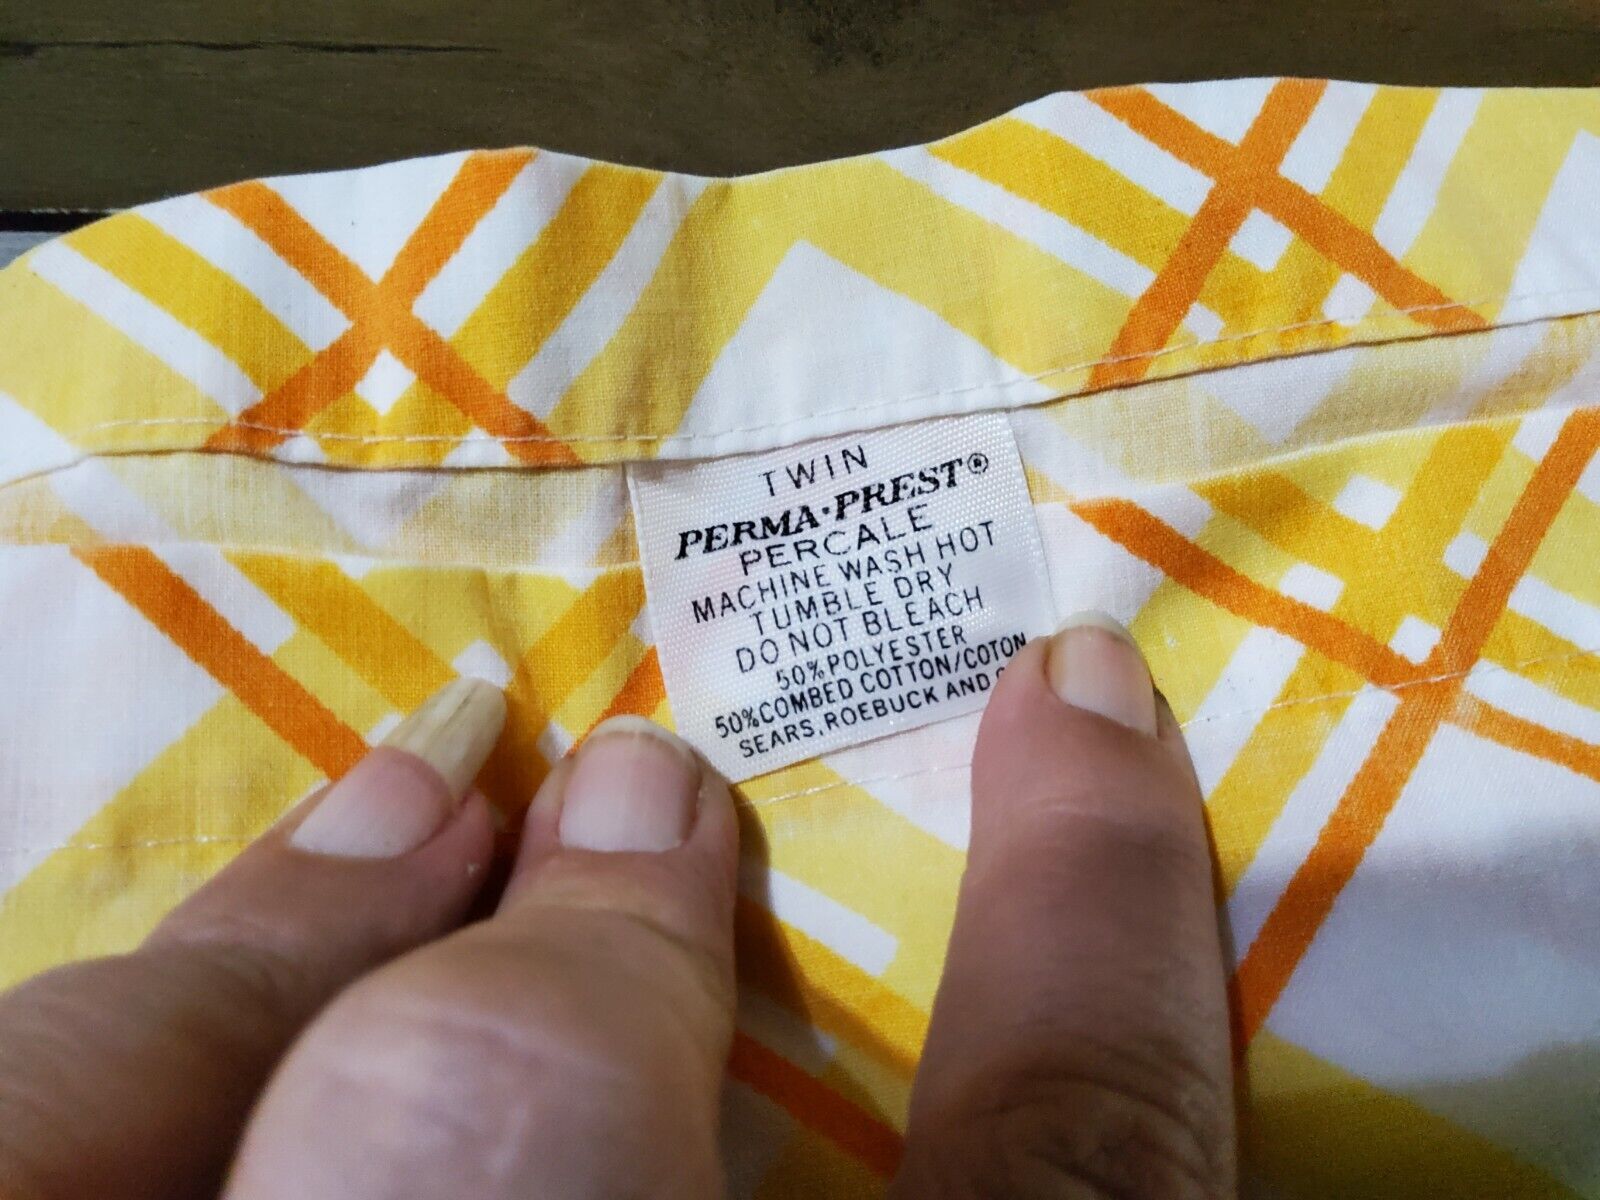 TWIN
PERMA·PREST®
PERCALE
MACHINE WASH HOT
TUMBLE DRY
DO NOT BLEACH
50% POLYESTER
50% COMBED COTTON/COTON
SEARS, ROEBUCK AND